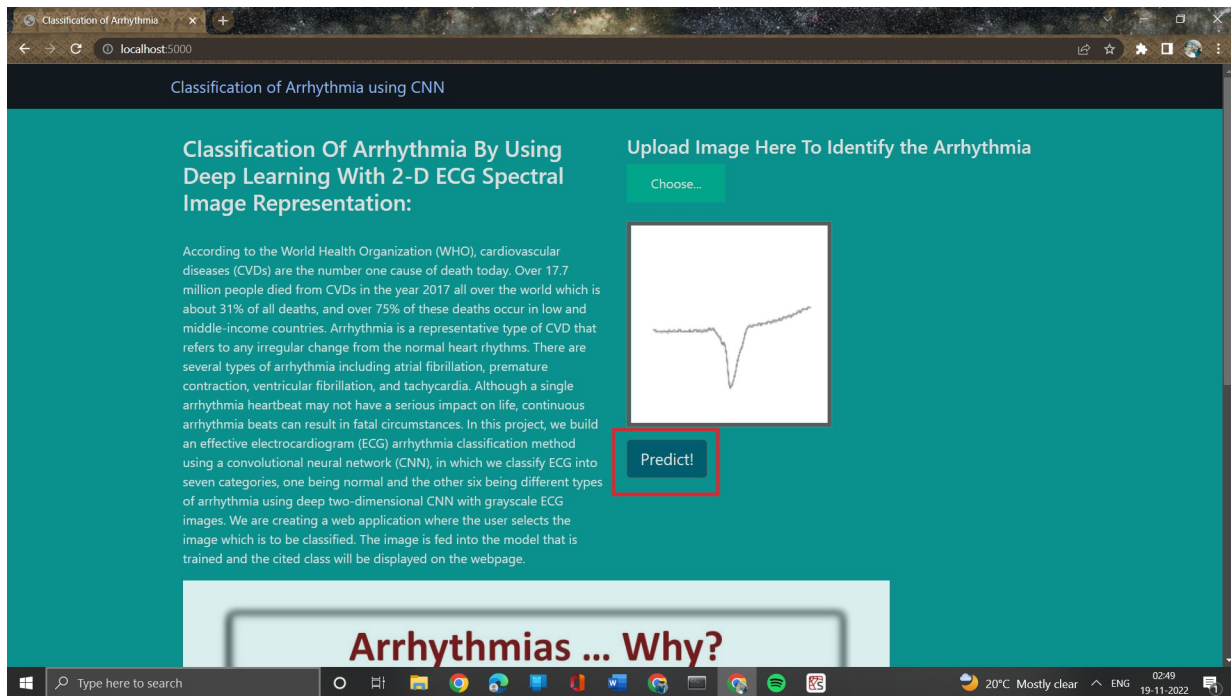 Classification of Arrhythmia
localhost:5000
Classification of Arrhythmia using CNN
Classification Of Arrhythmia By Using
Deep Learning With 2-D ECG Spectral
Image Representation:
According to the World Health Organization (WHO), cardiovascular
diseases (CVDs) are the number one cause of death today. Over 17.7
million people died from CVDs in the year 2017 all over the world which is
about 31% of all deaths, and over 75% of these deaths occur in low and
middle-income countries. Arrhythmia is a representative type of CVD that
refers to any irregular change from the normal heart rhythms. There are
several types of arrhythmia including atrial fibrillation, premature
contraction, ventricular fibrillation, and tachycardia. Although a single
arrhythmia heartbeat may not have a serious impact on life, continuous
arrhythmia beats can result in fatal circumstances. In this project, we build
an effective electrocardiogram (ECG) arrhythmia classification method
using a convolutional neural network (CNN), in which we classify ECG into
seven categories, one being normal and the other six being different types
of arrhythmia using deep two-dimensional CNN with grayscale ECG
images. We are creating a web application where the user selects the
image which is to be classified. The image is fed into the model that is
trained and the cited class will be displayed on the webpage.
Upload Image Here To Identify the Arrhythmia
Choose...
Predict!
Arrhythmias ... Why?
Type here to search
20°C Mostly clear
ENG
02:49
19-11-2022